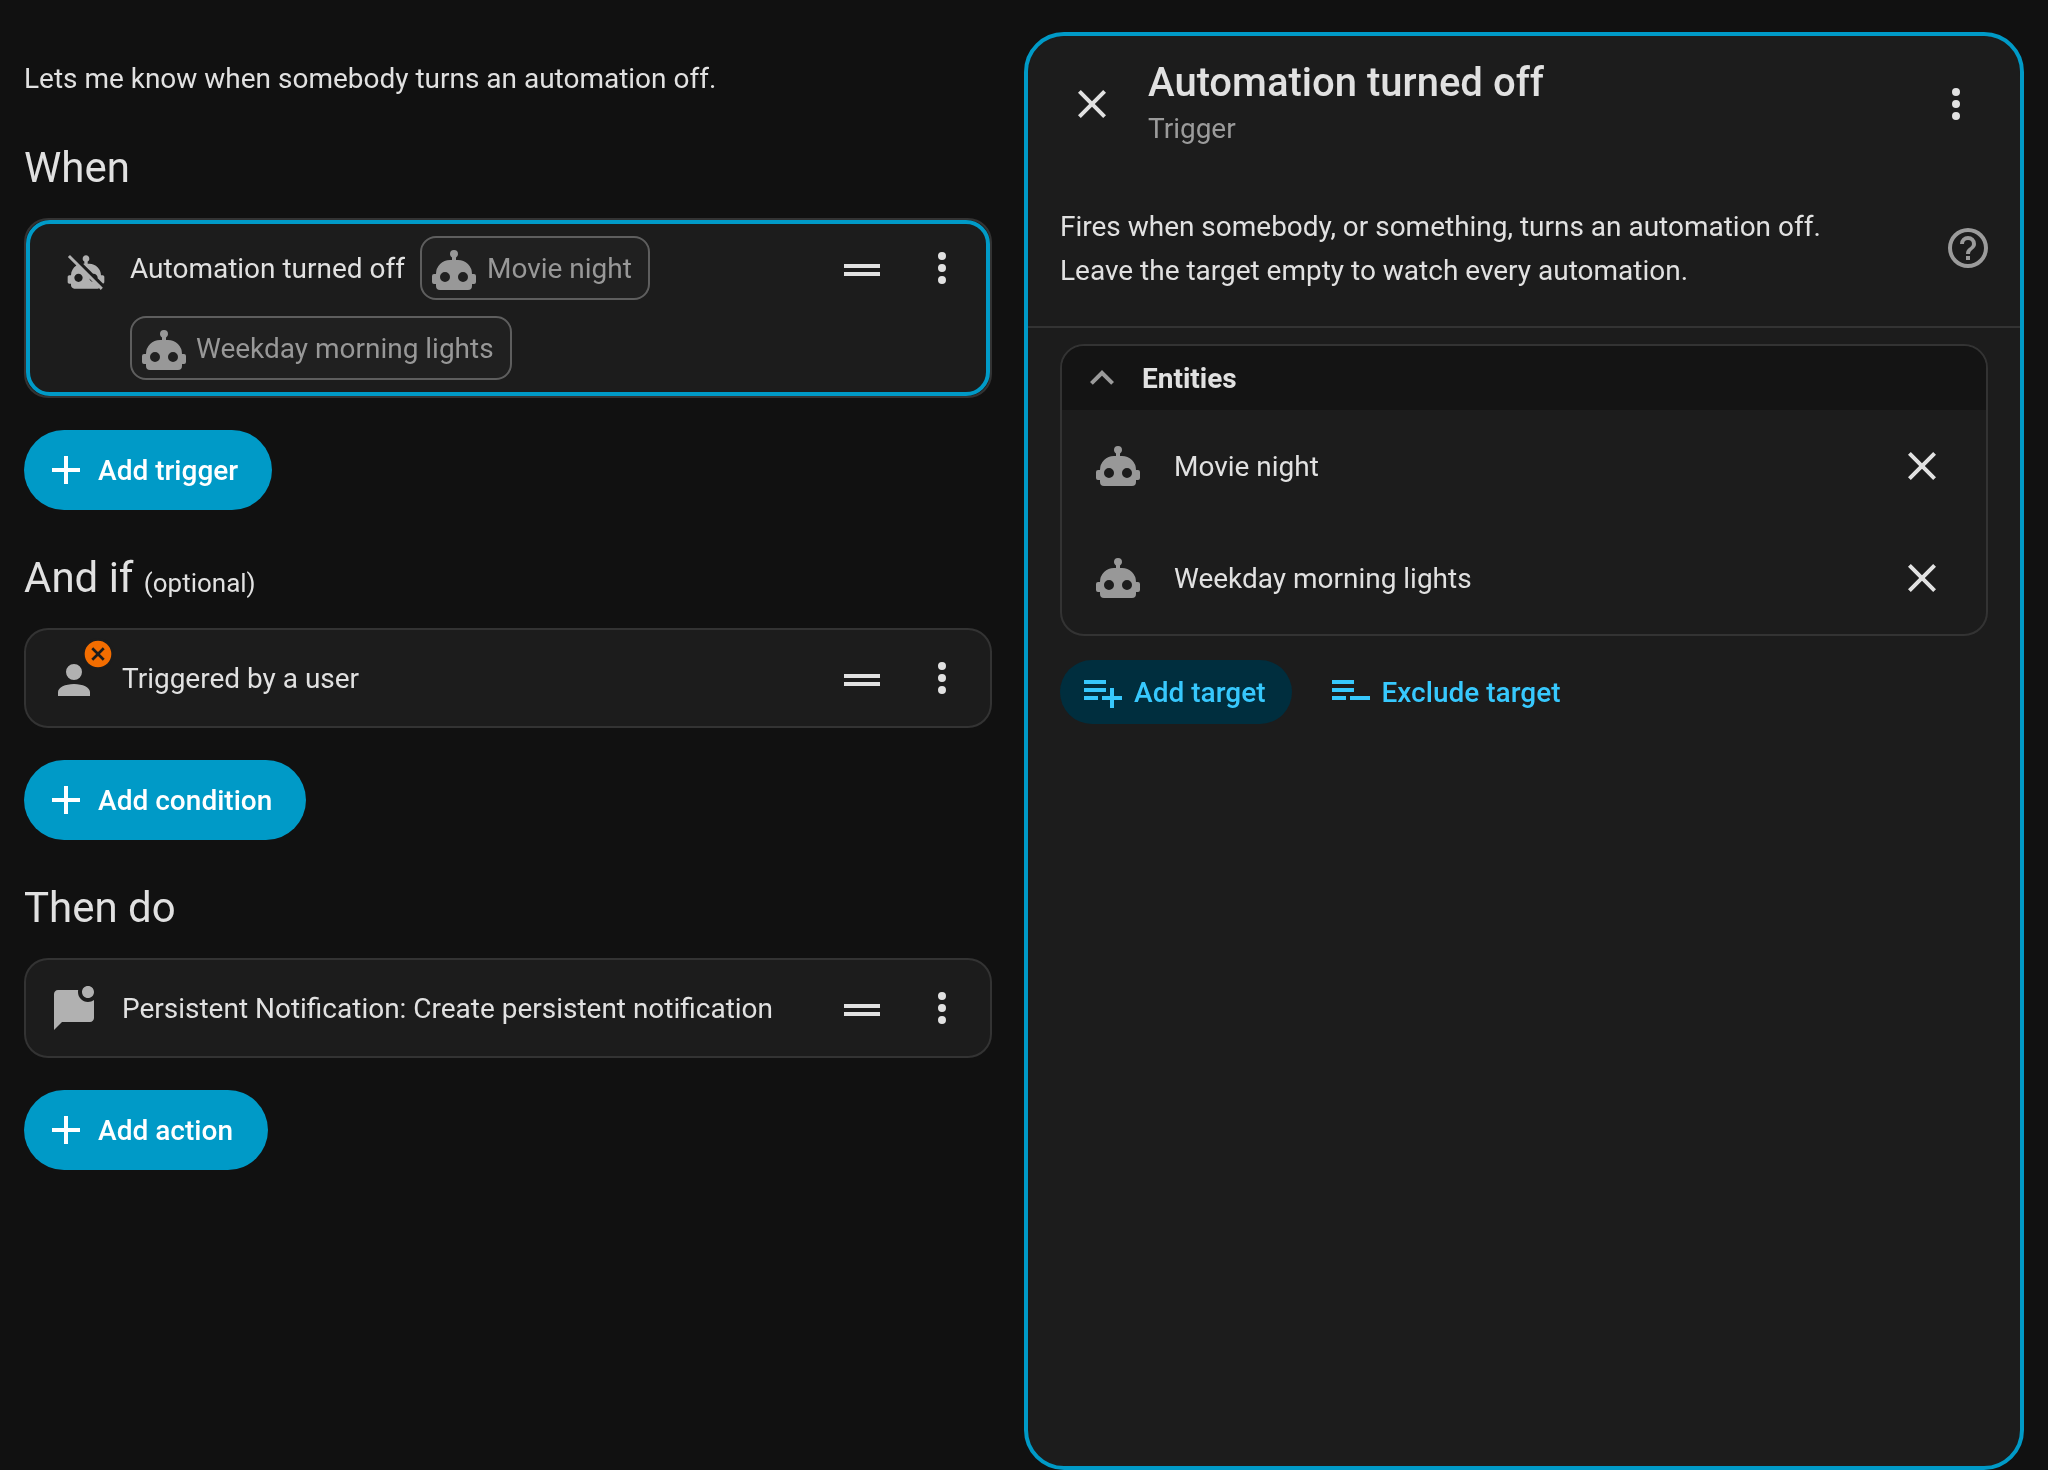 Lets me know when somebody turns an automation off.
When
Automation turned off Movie night
Weekday morning lights
Add trigger
And if (optional)
Triggered by a user
Add condition
Then do
Persistent Notification: Create persistent notification
Add action
Automation turned off
Trigger
Fires when somebody, or something, turns an automation off.
Leave the target empty to watch every automation.
Entities
Movie night
Weekday morning lights
Add target Exclude target